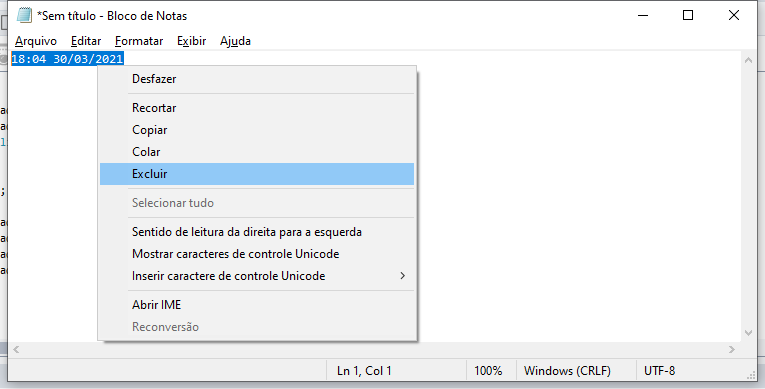 *Sem título - Bloco de Notas
Arquivo Editar Formatar Exibir Ajuda
18:04 30/03/2021
Desfazer
Recortar
Copiar
Colar
Excluir
Selecionar tudo
Sentido de leitura da direita para a esquerda
Mostrar caracteres de controle Unicode
Inserir caractere de controle Unicode
Abrir IME
Reconversão
Ln 1, Col 1 100% Windows (CRLF) UTF-8